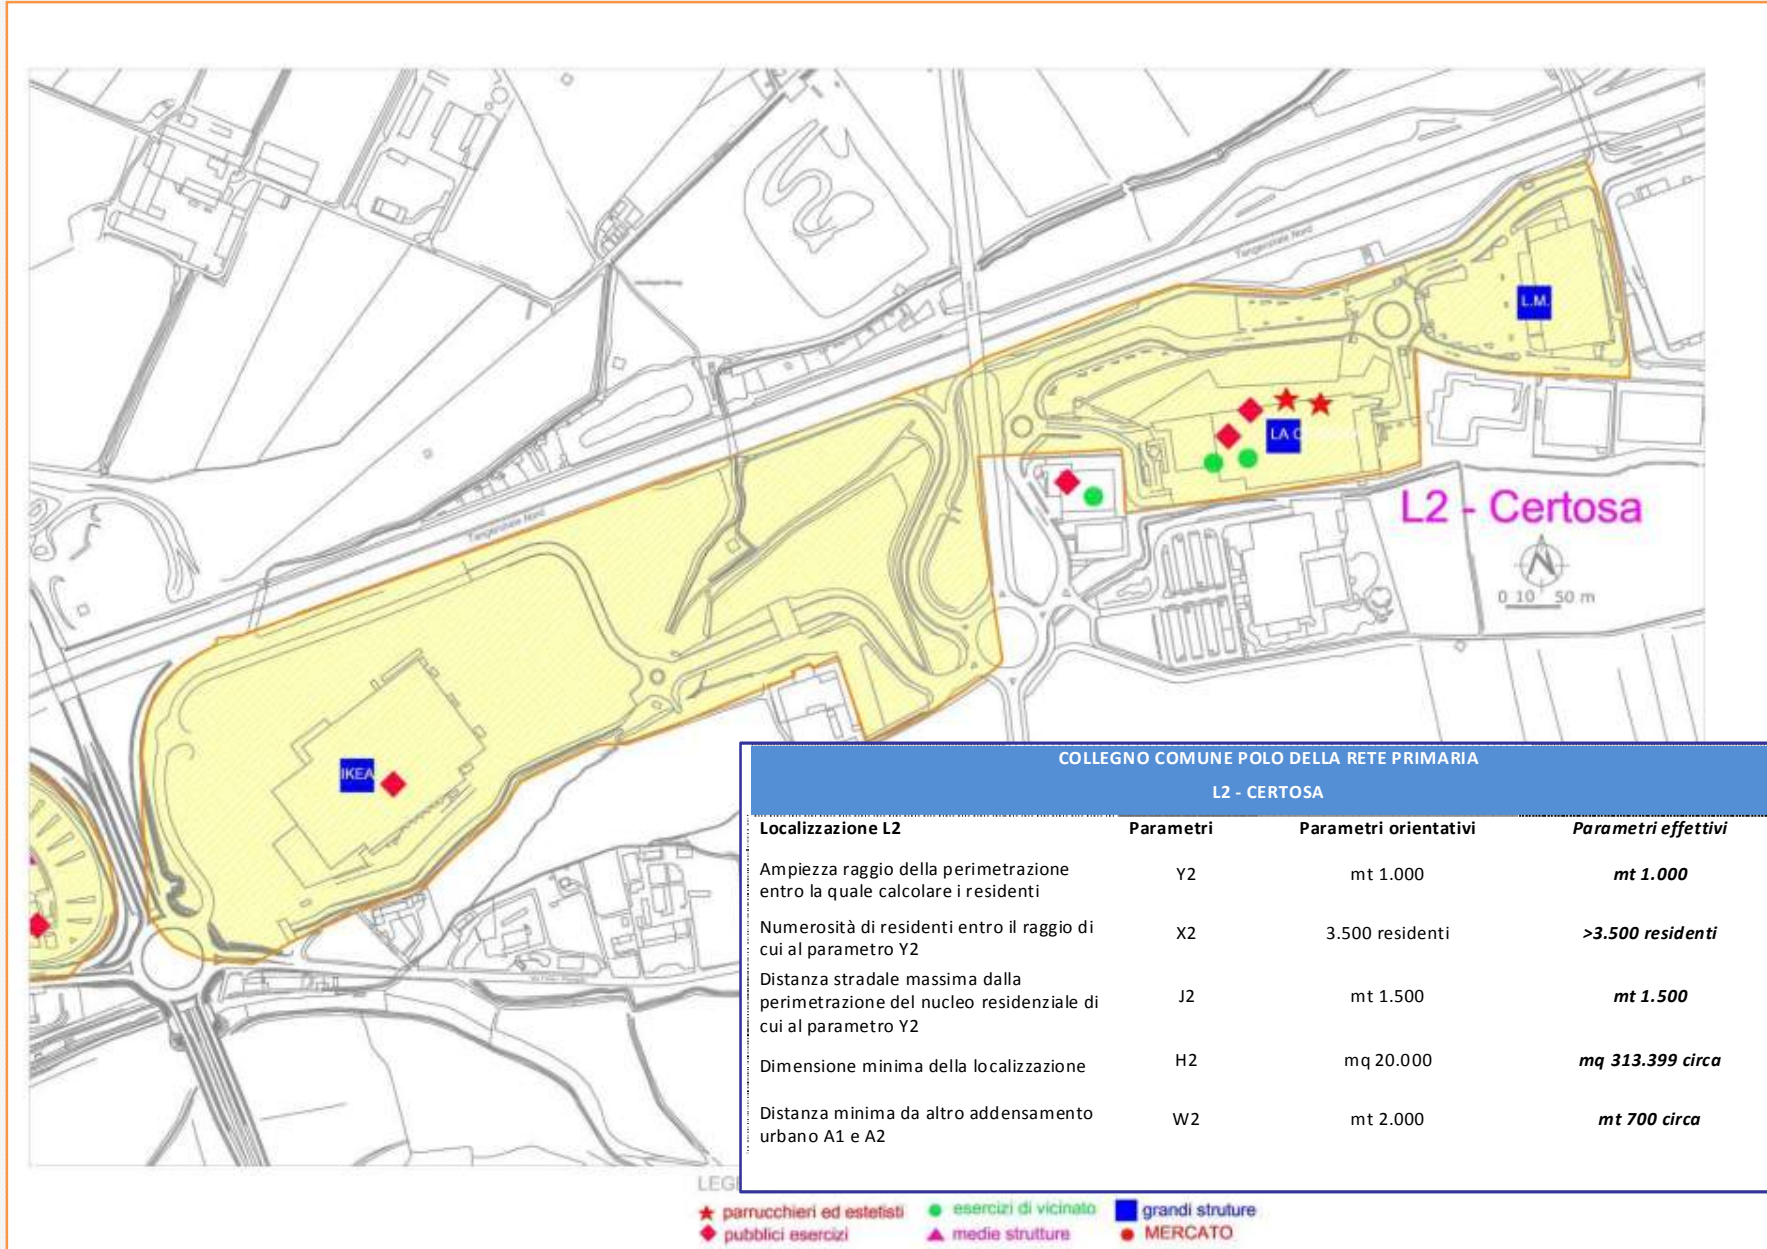 Tangenziale Nord
L.M.
LA C
L2 - Certosa
N
0 10 50 m
Tangenziale Nord
IKEA
COLLEGNO COMUNE POLO DELLA RETE PRIMARIA
L2 - CERTOSA
Localizzazione L2 Parametri Parametri orientativi Parametri effettivi
Ampiezza raggio della perimetrazione
entro la quale calcolare i residenti Y2 mt 1.000 mt 1.000
Numerosità di residenti entro il raggio di
cui al parametro Y2 X2 3.500 residenti >3.500 residenti
Distanza stradale massima dalla
perimetrazione del nucleo residenziale di
cui al parametro Y2 J2 mt 1.500 mt 1.500
Dimensione minima della localizzazione H2 mq 20.000 mq 313.399 circa
Distanza minima da altro addensamento
urbano A1 e A2 W2 mt 2.000 mt 700 circa
LEG
parrucchieri ed estetisti esercizi di vicinato grandi struture
pubblici esercizi medie strutture MERCATO